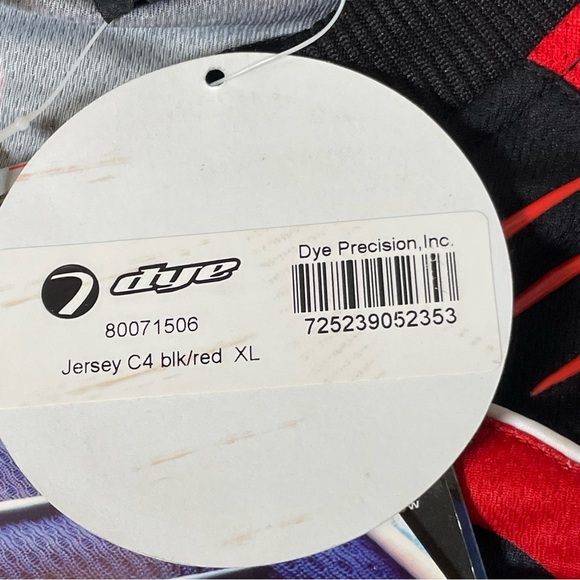 dye
80071506
Jersey C4 blk/red XL
Dye Precision,Inc.
725239052353